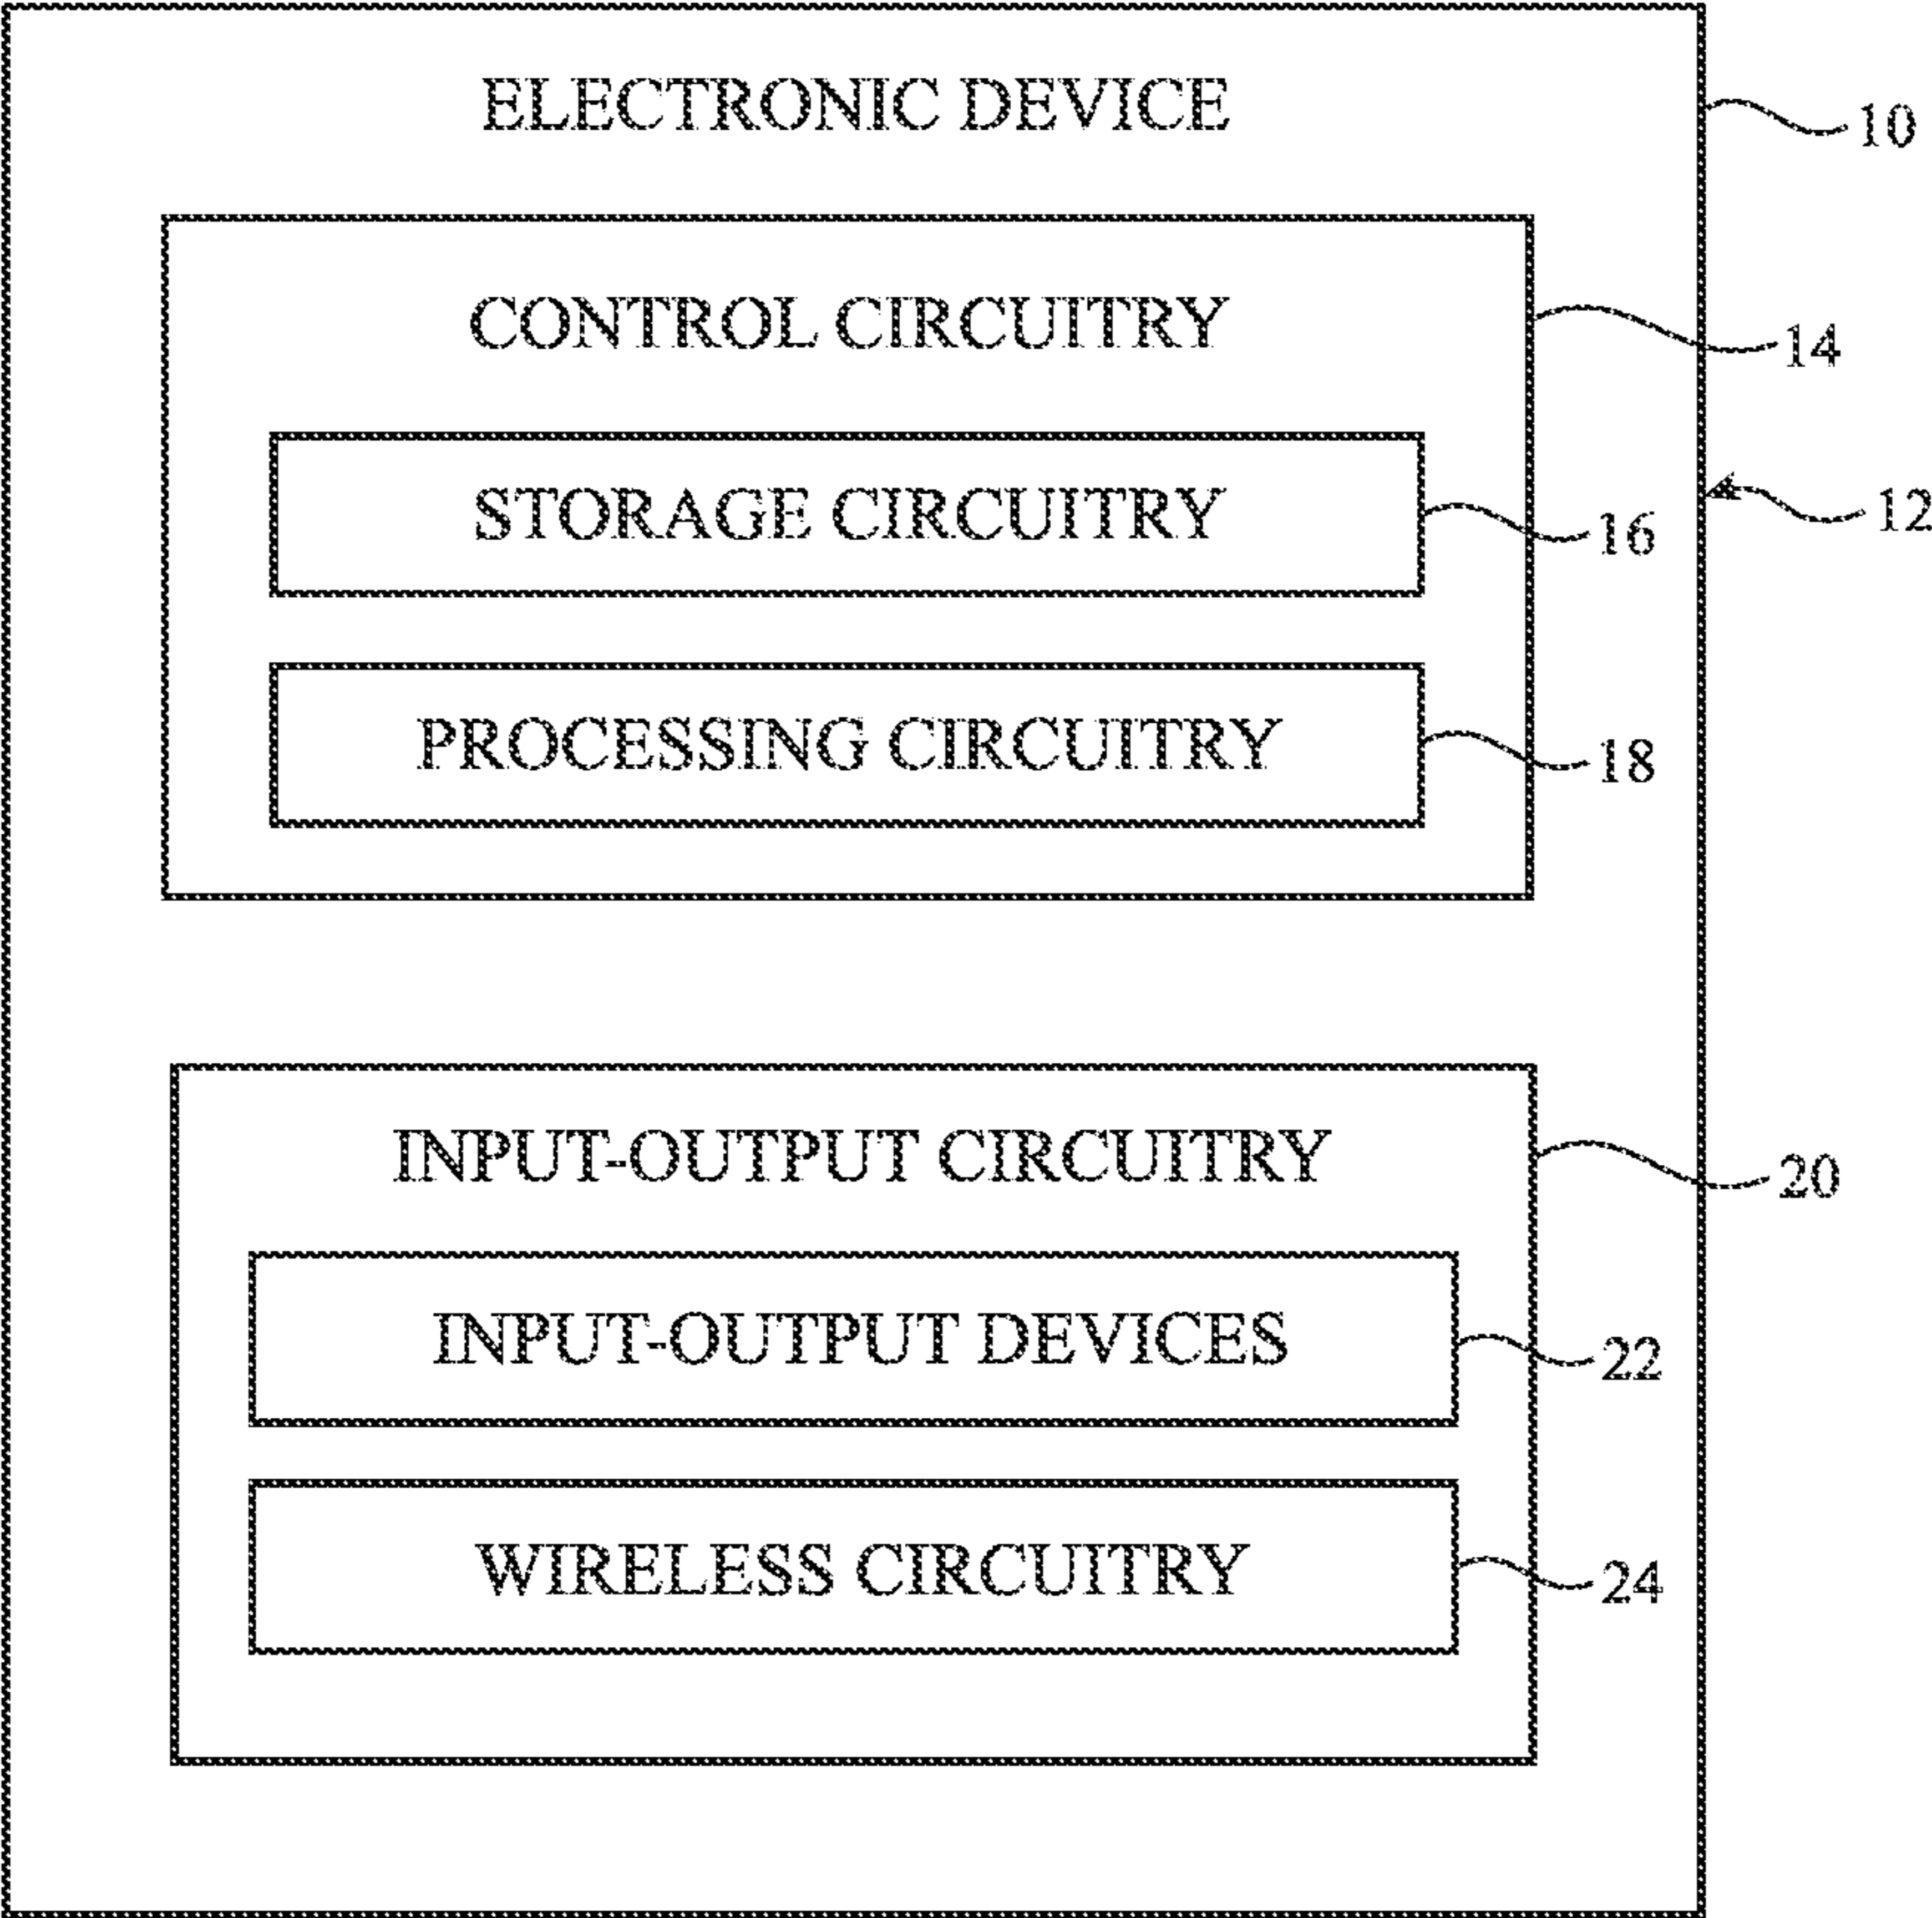 ELECTRONIC DEVICE
10
CONTROL CIRCUITRY
14
STORAGE CIRCUITRY
16
12
PROCESSING CIRCUITRY
18
INPUT-OUTPUT CIRCUITRY
20
INPUT-OUTPUT DEVICES
22
WIRELESS CIRCUITRY
24